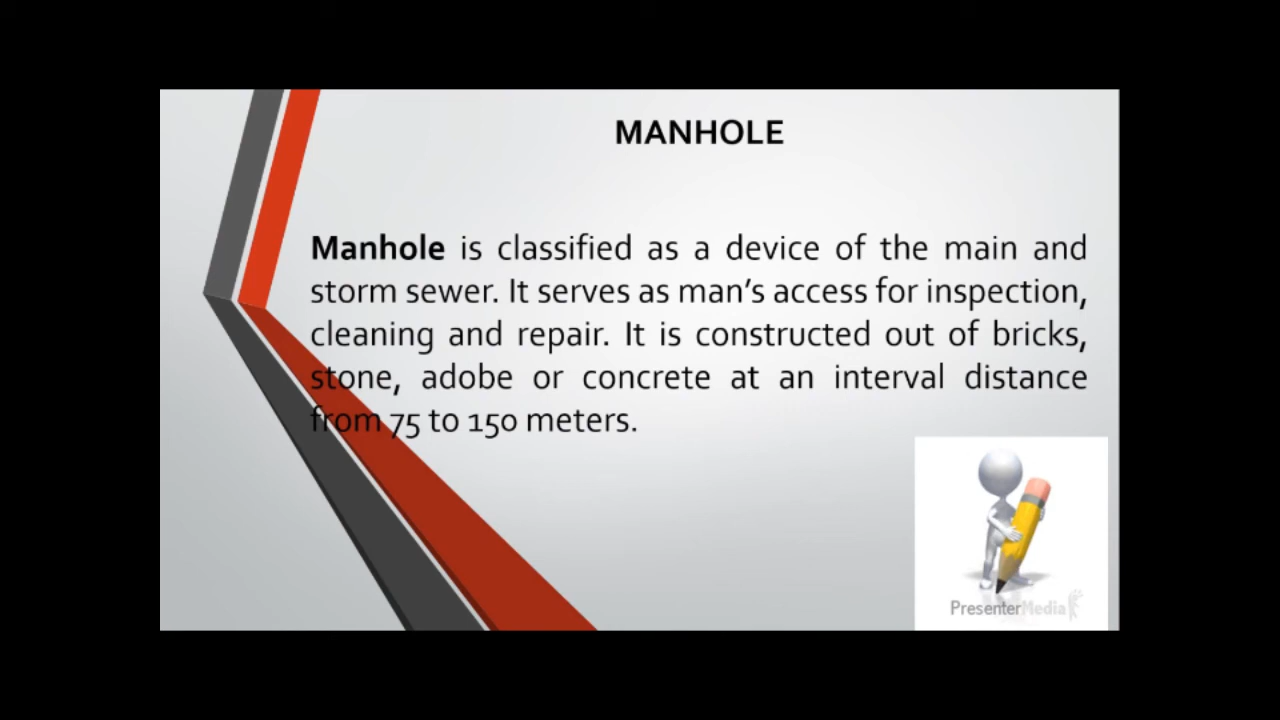 MANHOLE
Manhole is classified as a device of the main and
storm sewer. It serves as man’s access for inspection,
cleaning and repair. It is constructed out of bricks,
stone, adobe or concrete at an interval distance
from 75 to 150 meters.
PresenterMedia